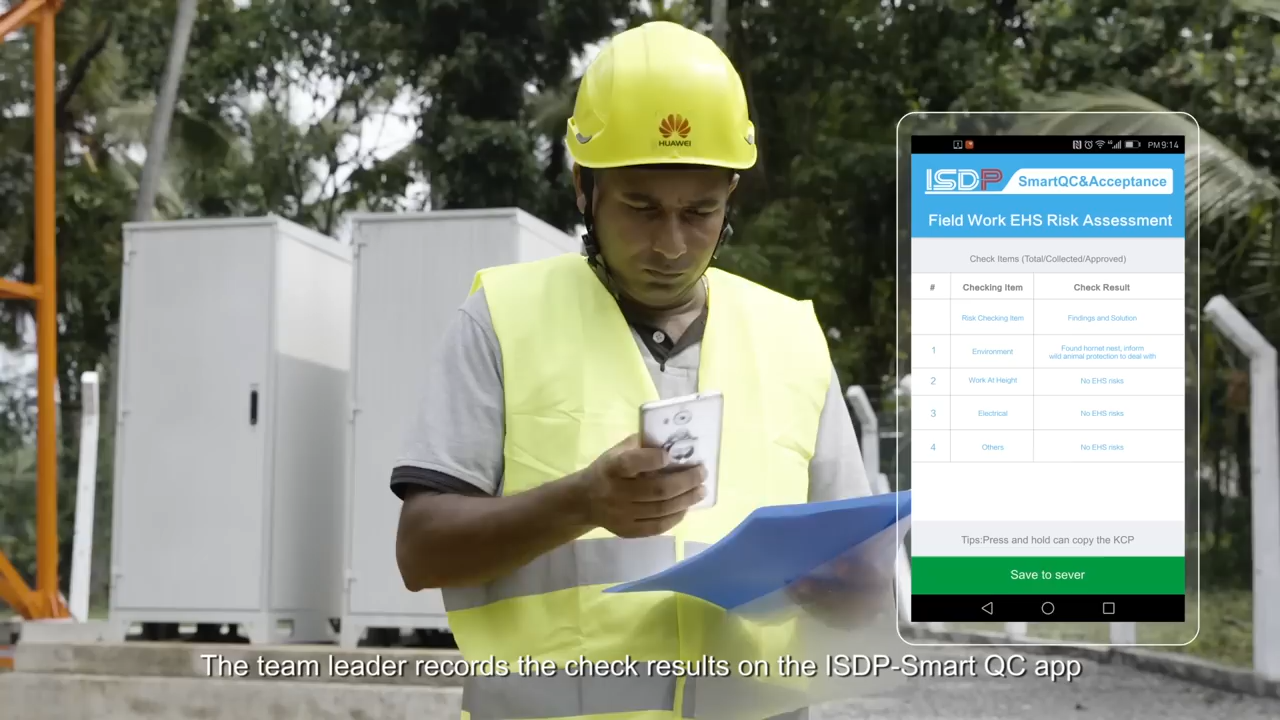 HUAWEI
PM 9:14
ISDP SmartQC&Acceptance
Field Work EHS Risk Assessment
Check Items (Total/Collected/Approved)
# Checking Item Check Result
Risk Checking Item Findings and Solution
1 Environment Found hornet nest, inform
wild animal protection to deal with
2 Work At Height No EHS risks
3 Electrical No EHS risks
4 Others No EHS risks
Tips:Press and hold can copy the KCP
Save to sever
The team leader records the check results on the ISDP-Smart QC app